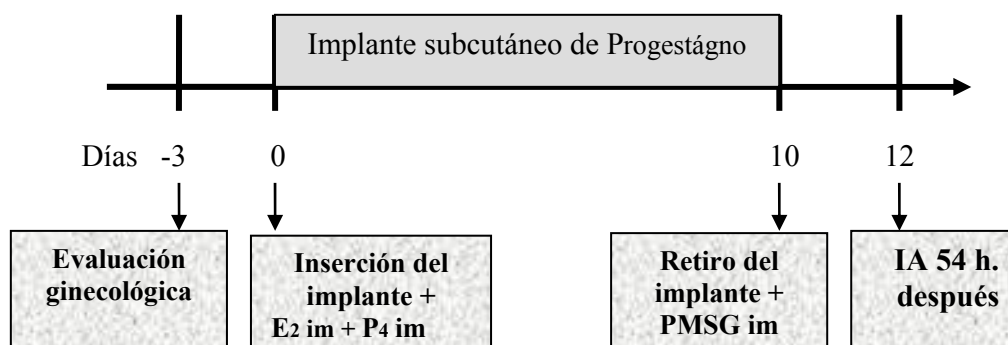 Implante subcutáneo de Progestágno
Días -3 0 10 12
Evaluación
ginecológica
Inserción del
implante +
E2 im + P4 im
Retiro del
implante +
PMSG im
IA 54 h.
después